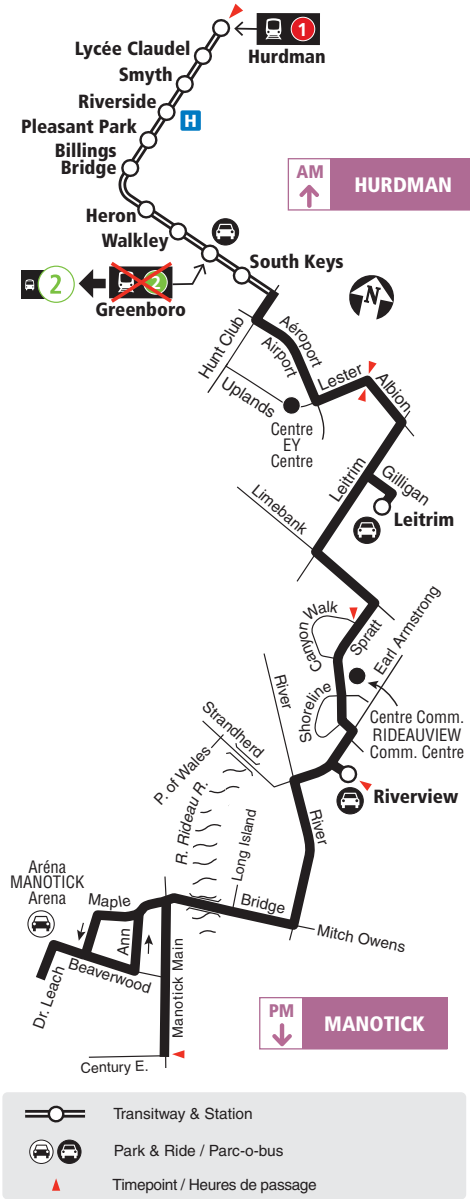 1
Hurdman
Lycée Claudel
Smyth
Riverside
H
Pleasant Park
Billings
Bridge
AM
HURDMAN
Heron
Walkley
South Keys
2
2
Greenboro
N
Hunt Club
Aéroport
Airport
Uplands
Lester
Albion
Centre
EY
Centre
Leitrim
Gilligan
Leitrim
Limebank
Canyon Walk
Spratt
Earl Armstrong
River
Shoreline
Centre Comm.
RIDEAUVIEW
Comm. Centre
Strandherd
P. of Wales
R. Rideau R.
Riverview
River
Long Island
Aréna
MANOTICK
Arena
Maple
Ann
Bridge
Mitch Owens
Beaverwood
Dr. Leach
Manotick Main
PM
MANOTICK
Century E.
Transitway & Station
Park & Ride / Parc-o-bus
Timepoint / Heures de passage